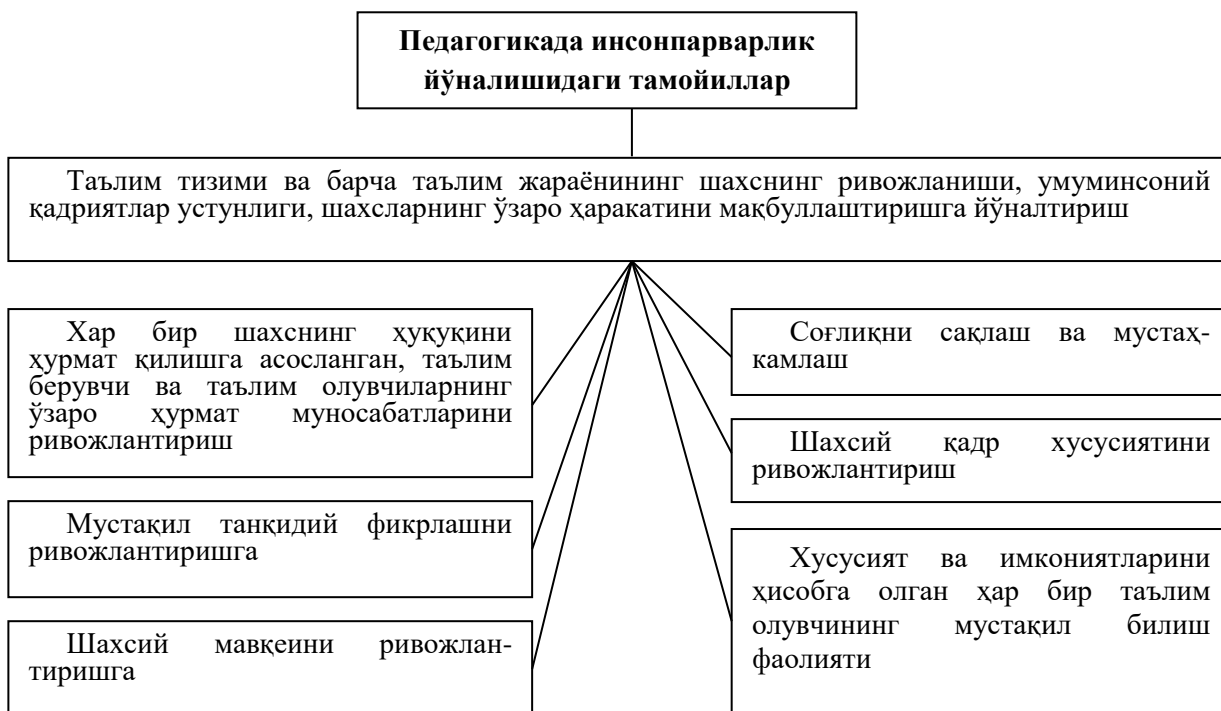 Педагогикада инсонпарварлик
йўналишидаги тамойиллар
Таълим тизими ва барча таълим жараёнининг шахснинг ривожланиши, умуминсоний
қадриятлар устунлиги, шахсларнинг ўзаро ҳаракатини мақбуллаштиришга йўналтириш
Хар бир шахснинг ҳуқуқини
ҳурмат қилишга асосланган, таълим
берувчи ва таълим олувчиларнинг
ўзаро ҳурмат муносабатларини
ривожлантириш
Мустақил танқидий фикрлашни
ривожлантиришга
Шахсий мавқеини ривожлан-
тиришга
Соғлиқни сақлаш ва мустаҳ-
камлаш
Шахсий қадр хусусиятини
ривожлантириш
Хусусият ва имкониятларини
ҳисобга олган ҳар бир таълим
олувчининг мустақил билиш
фаолияти